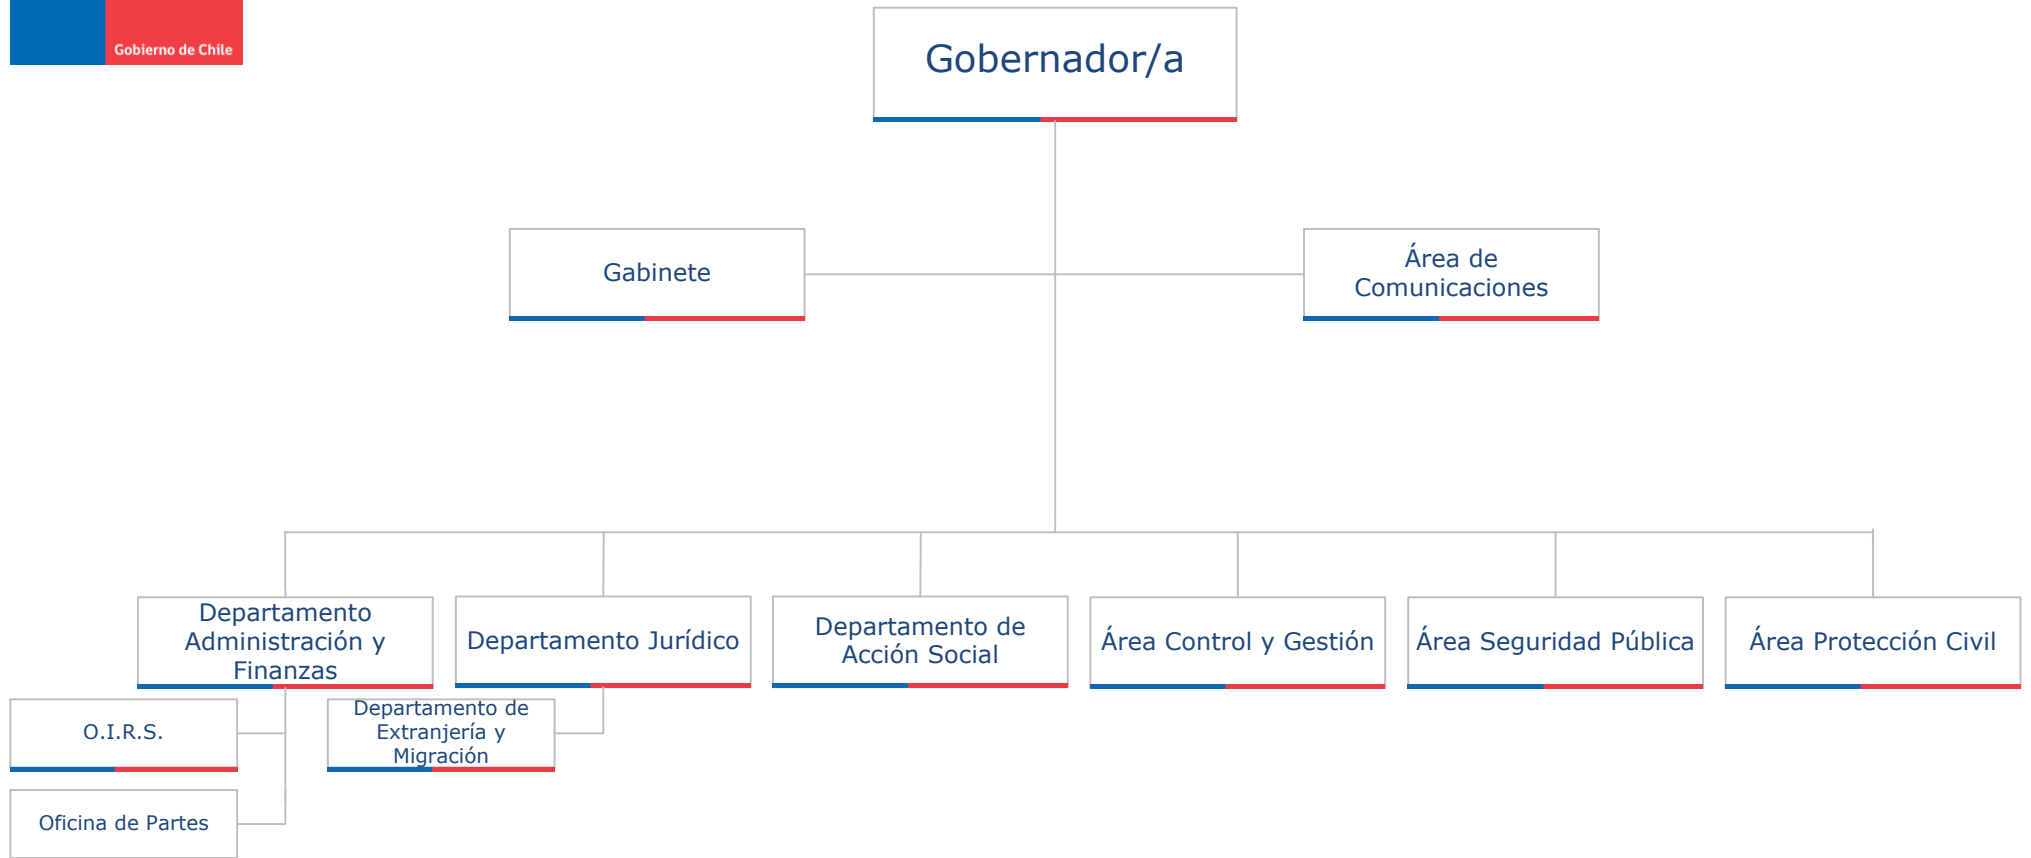 Gobierno de Chile
Gobernador/a
Gabinete
Área de
Comunicaciones
Departamento
Administración y
Finanzas
Departamento Jurídico
Departamento de
Acción Social
Área Control y Gestión
Área Seguridad Pública
Área Protección Civil
O.I.R.S.
Departamento de
Extranjería y
Migración
Oficina de Partes